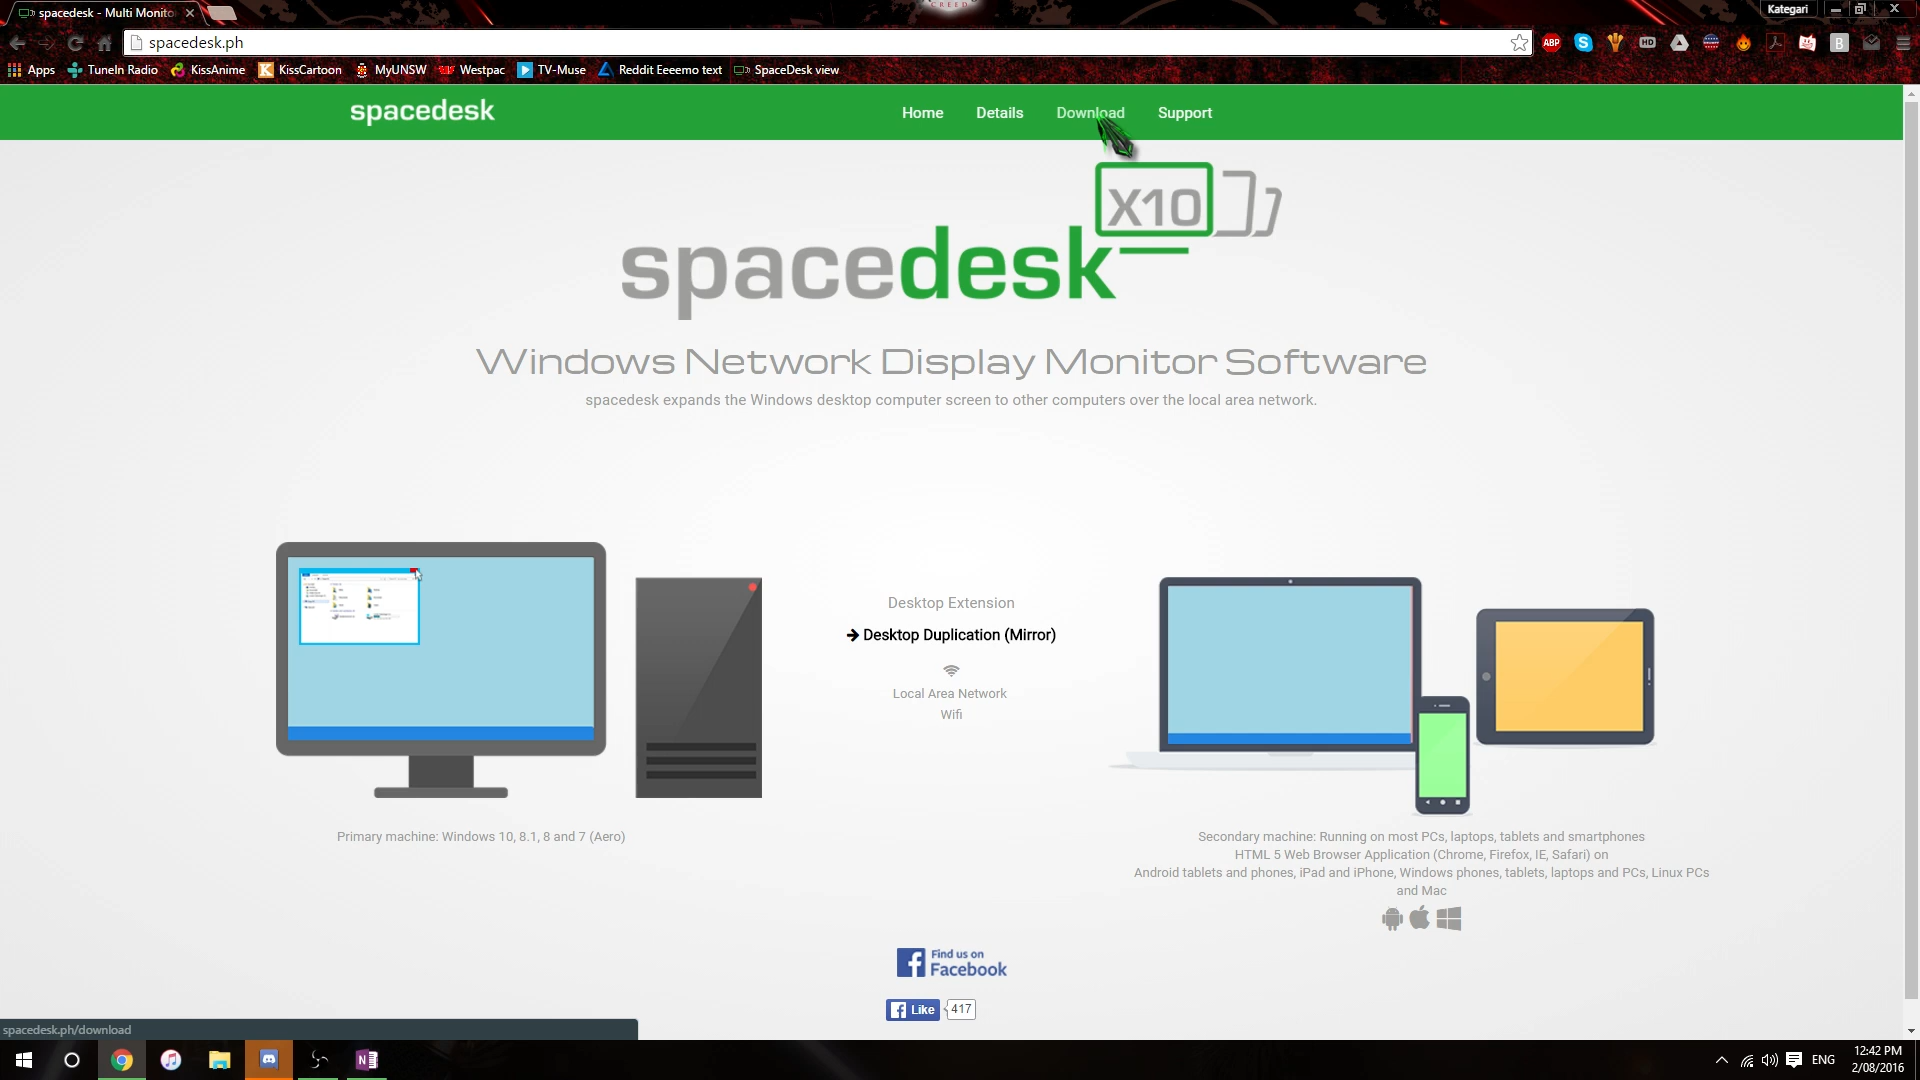 CREED
spacedesk - Multi Monito
Kategari
spacedesk.ph
ABP
S
HD
B
Apps
TuneIn Radio
KissAnime
K
KissCartoon
MyUNSW
Westpac
TV-Muse
Reddit Eeeemo text
SpaceDesk view
spacedesk
Home
Details
Download
Support
X10
spacedesk
Windows Network Display Monitor Software
spacedesk expands the Windows desktop computer screen to other computers over the local area network.
Desktop Extension
Desktop Duplication (Mirror)
Local Area Network
Wifi
Primary machine: Windows 10, 8.1, 8 and 7 (Aero)
Secondary machine: Running on most PCs, laptops, tablets and smartphones
HTML 5 Web Browser Application (Chrome, Firefox, IE, Safari) on
Android tablets and phones, iPad and iPhone, Windows phones, tablets, laptops and PCs, Linux PCs
and Mac
Find us on
Facebook
Like
417
spacedesk.ph/download
N
ENG
12:42 PM
2/08/2016